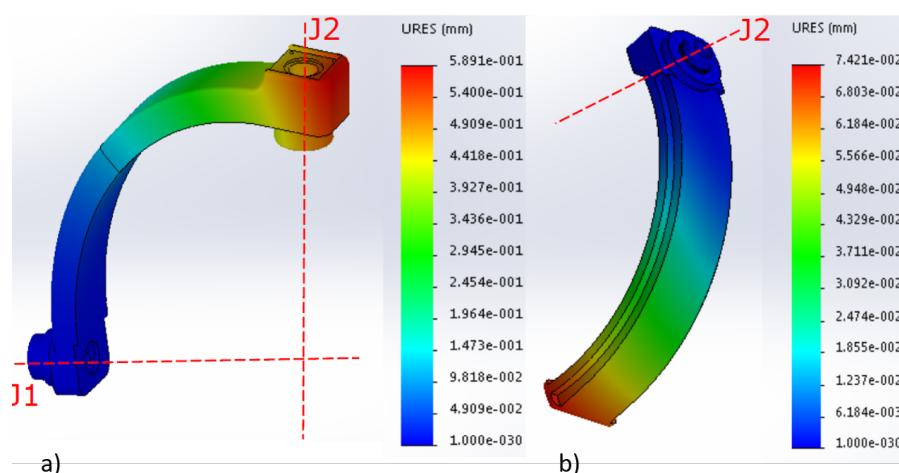 J2
URES (mm)
5.891e-001
5.400e-001
4.909e-001
4.418e-001
3.927e-001
3.436e-001
2.945e-001
2.454e-001
1.964e-001
1.473e-001
9.818e-002
4.909e-002
1.000e-030
J1
a)
J2
URES (mm)
7.421e-002
6.803e-002
6.184e-002
5.566e-002
4.948e-002
4.329e-002
3.711e-002
3.092e-002
2.474e-002
1.855e-002
1.237e-002
6.184e-003
1.000e-030
b)